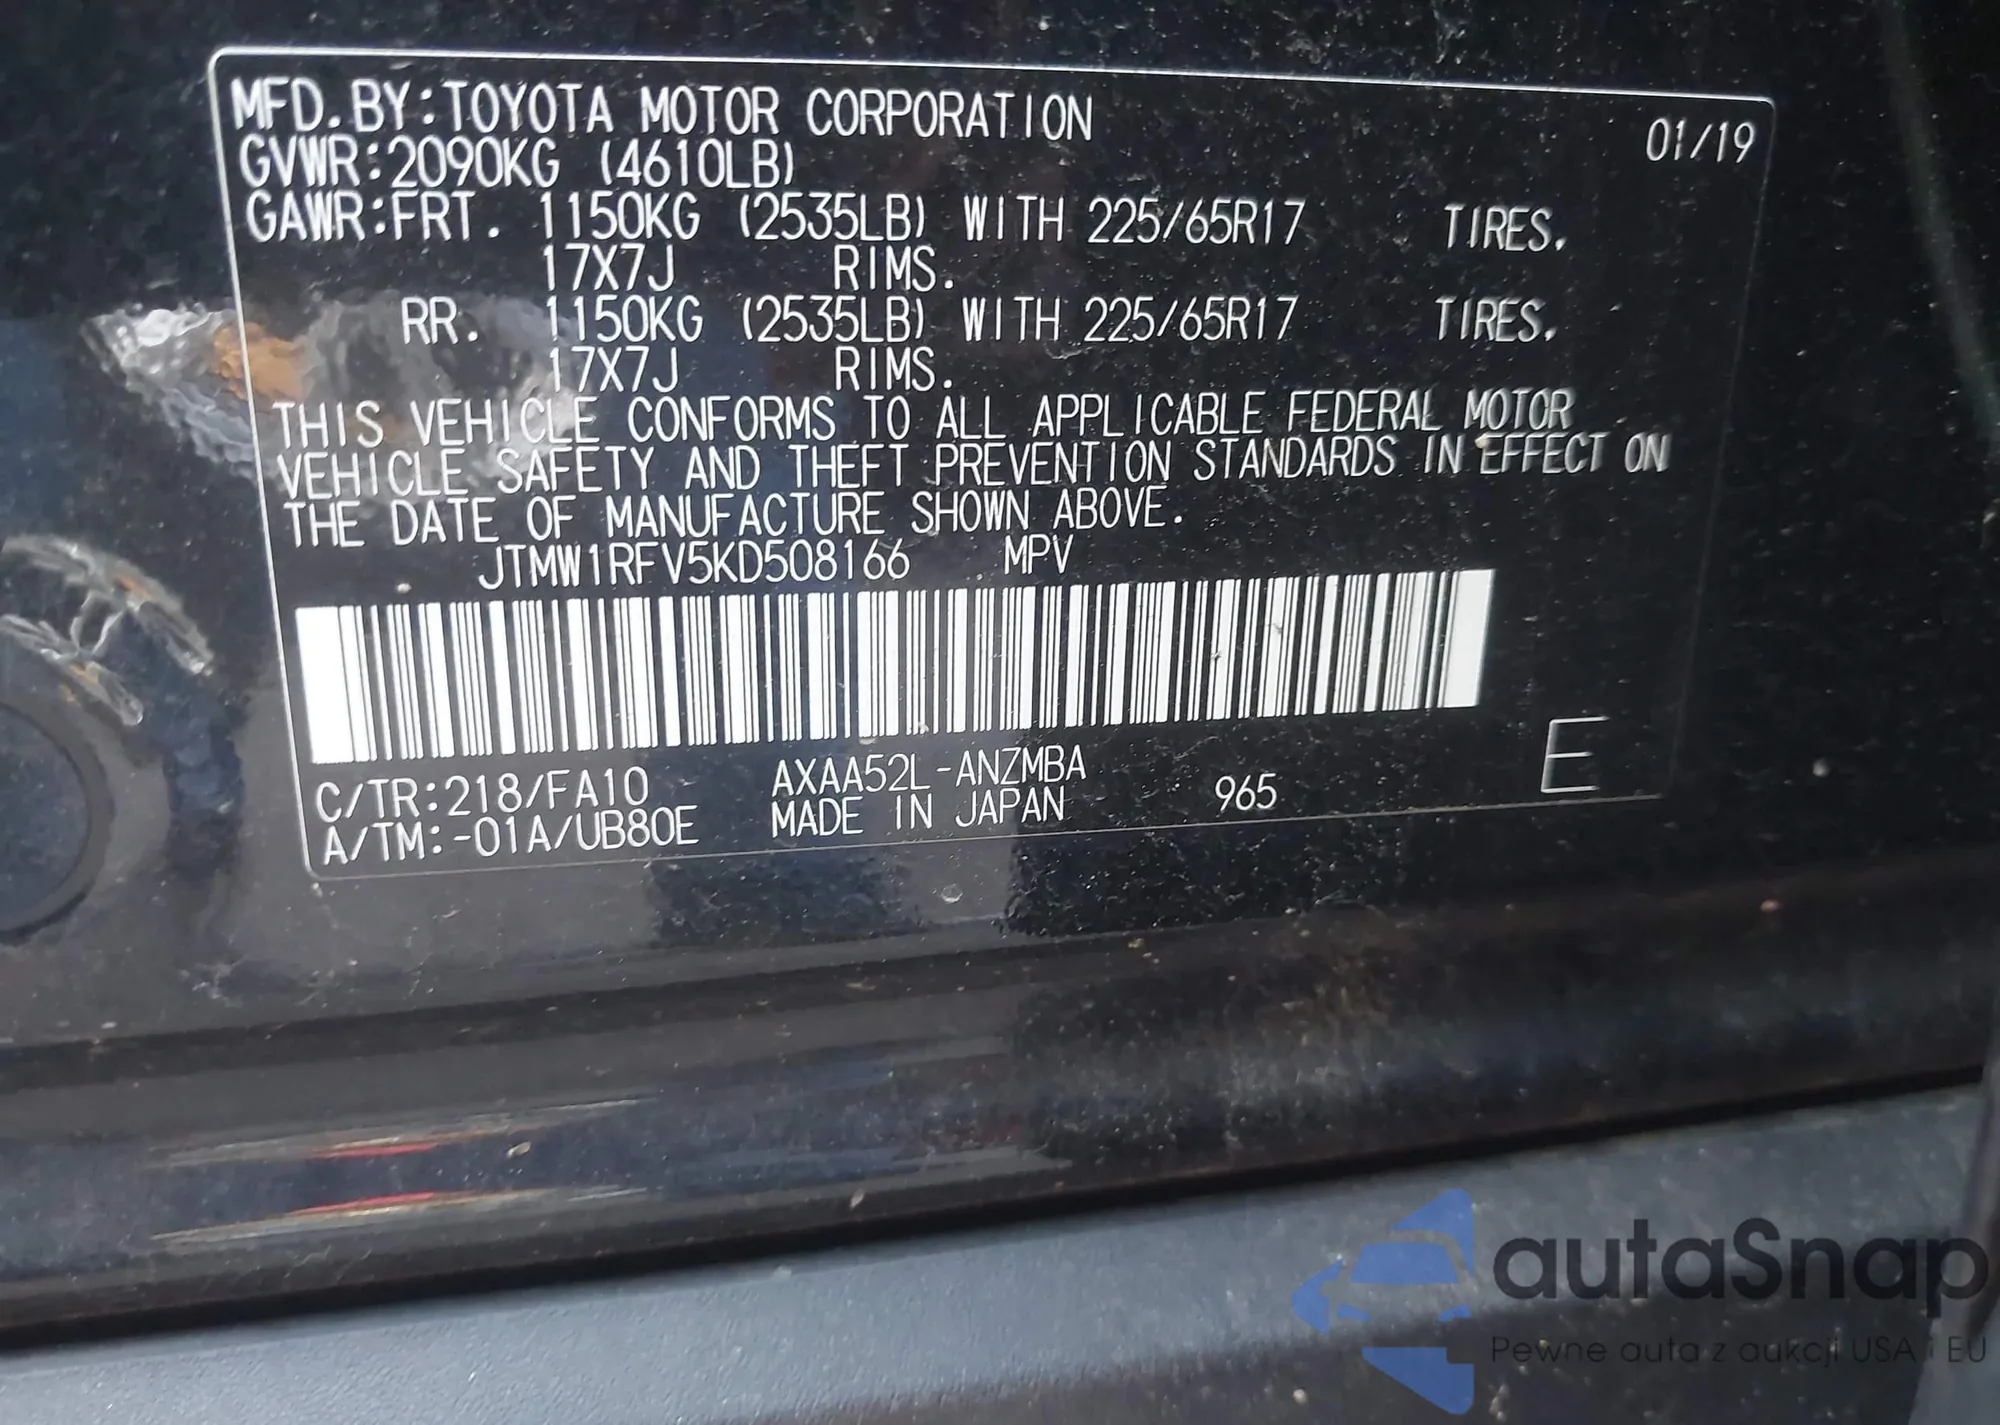 MFD.BY:TOYOTA MOTOR CORPORATION 01/19
GVWR:2090KG (4610LB)
GAWR:FRT. 1150KG (2535LB) WITH 225/65R17 TIRES.
17X7J RIMS.
RR. 1150KG (2535LB) WITH 225/65R17 TIRES.
17X7J RIMS.
THIS VEHICLE CONFORMS TO ALL APPLICABLE FEDERAL MOTOR
VEHICLE SAFETY AND THEFT PREVENTION STANDARDS IN EFFECT ON
THE DATE OF MANUFACTURE SHOWN ABOVE.
JTMW1RFV5KD508166 MPV
C/TR:218/FA10 AXAA52L-ANZMBA 965 E
A/TM:-01A/UB80E MADE IN JAPAN
autaSnap
Pewne auta z aukcji USA i EU